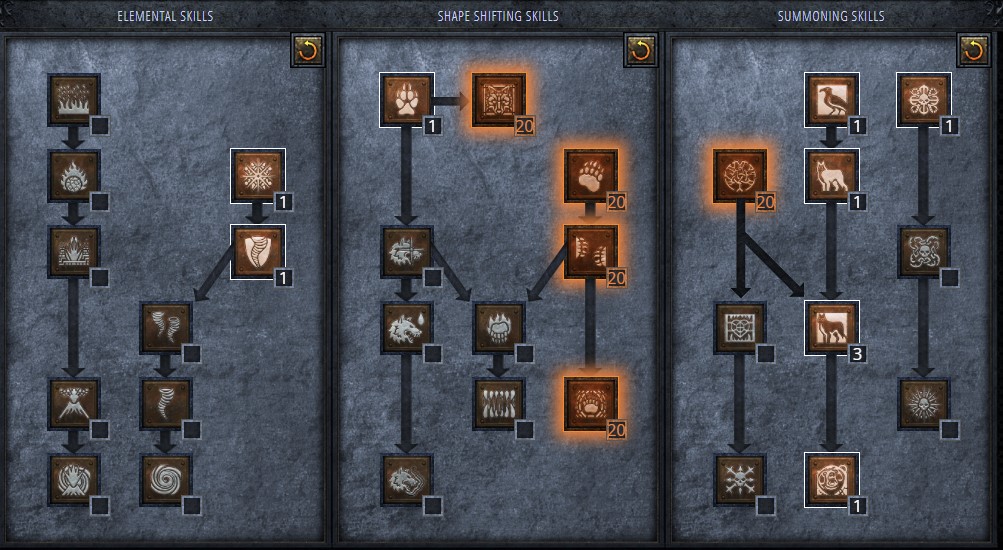 ELEMENTAL SKILLS
SHAPE SHIFTING SKILLS
SUMMONING SKILLS
1 20 1 1
20 1 20 20 1
1 20
3
20
1